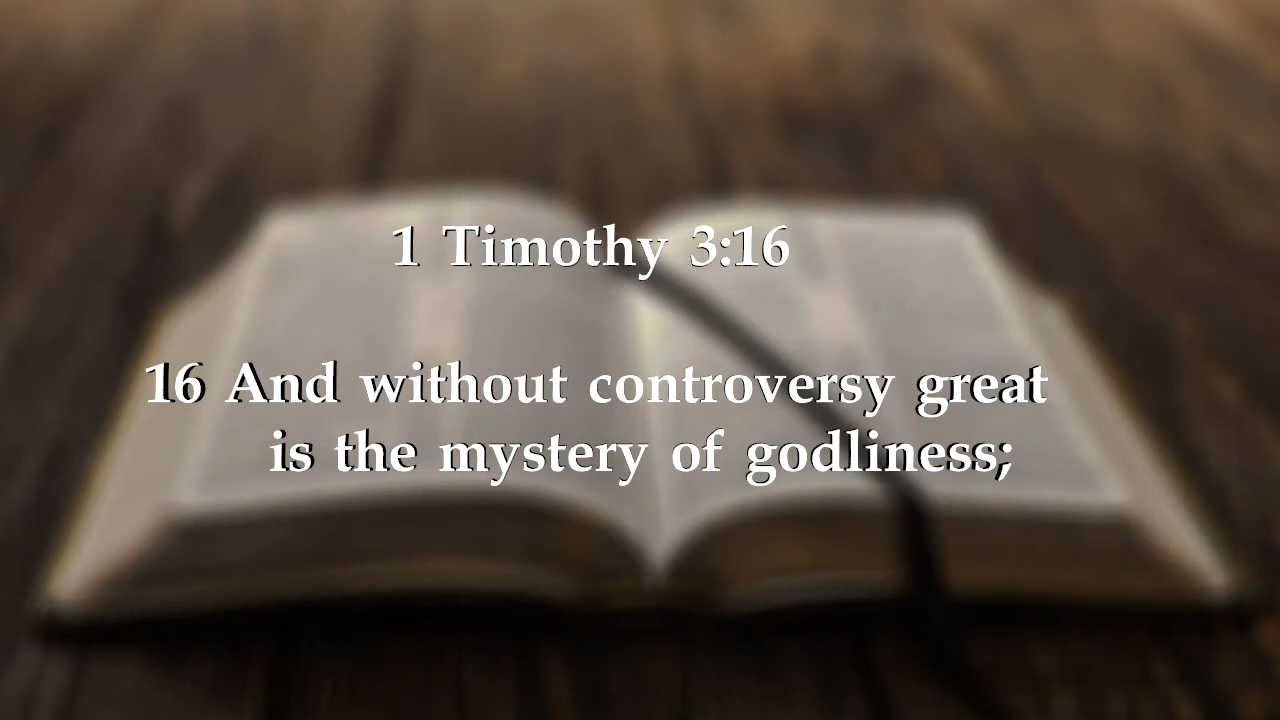 1 Timothy 3:16
16 And without controversy great
is the mystery of godliness;